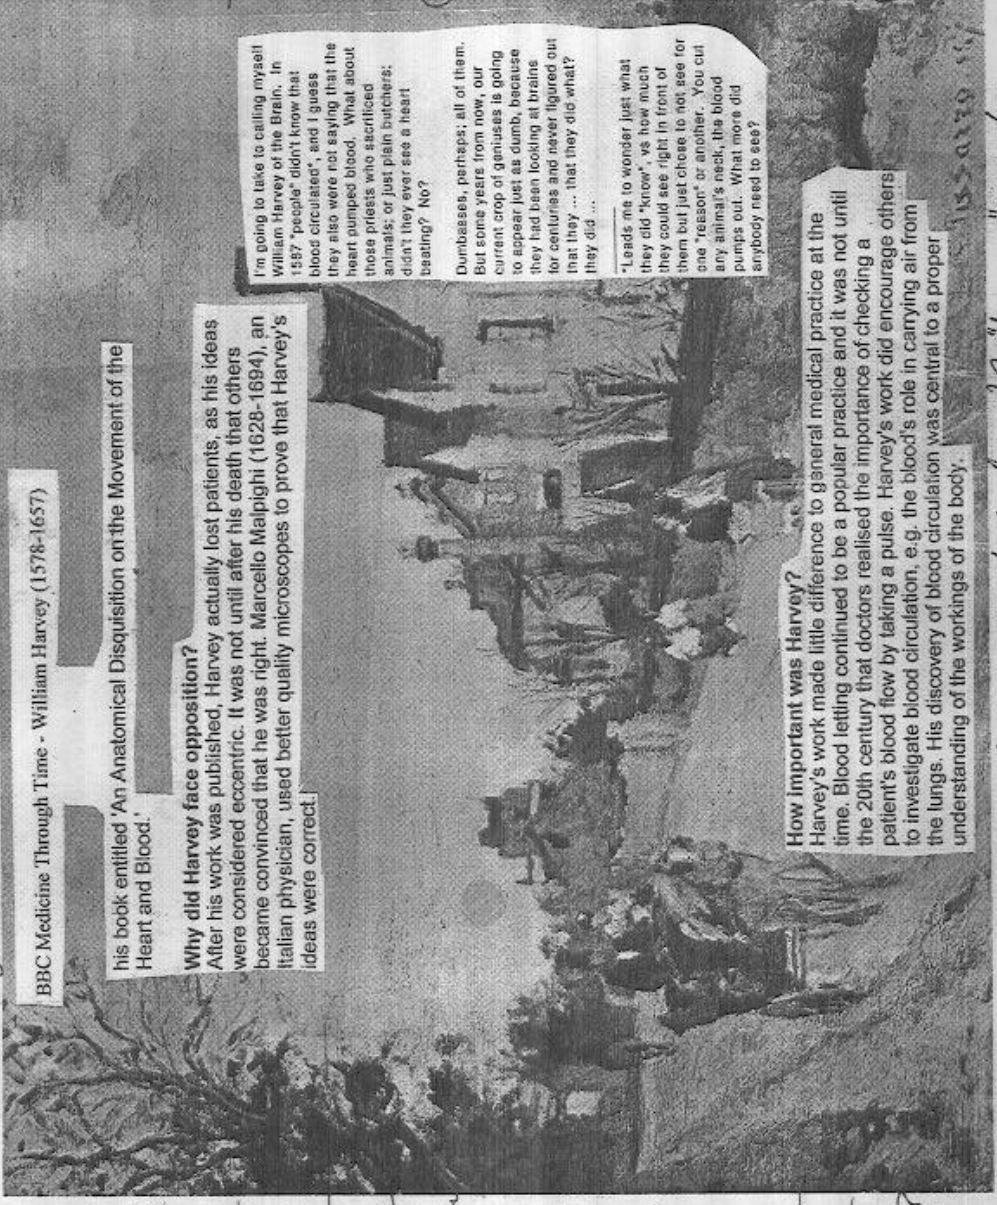 BBC Medicine Through Time - William Harvey (1578-1657)
his book entitled 'An Anatomical Disquisition on the Movement of the
Heart and Blood.'
Why did Harvey face opposition?
After his work was published, Harvey actually lost patients, as his ideas
were considered eccentric. It was not until after his death that others
became convinced that he was right. Marcello Malpighi (1628-1694), an
Italian physician, used better quality microscopes to prove that Harvey's
ideas were correct.
I'm going to take to calling myself
William Harvey of the Brain. In
1587 "people" didn't know that
blood circulated", and I guess
they also were not saying that the
heart pumped blood. What about
those priests who sacrificed
animals; or just plain butchers:
didn't they ever see a heart
beating? No?
Dumbasses, perhaps; all of them.
But some years from now, our
current crop of geniuses is going
to appear just as dumb, because
they had been looking at brains
for centuries and never figured out
that they ... that they did what?
they did ...
"Leads me to wonder just what
they did "know", vs how much
they could see right in front of
them but just chose to not see for
one "reason" or another. You cut
any animal's neck, the blood
pumps out. What more did
anybody need to see?
How important was Harvey?
Harvey's work made little difference to general medical practice at the
time. Blood letting continued to be a popular practice and it was not until
the 20th century that doctors realised the importance of checking a
patient's blood flow by taking a pulse. Harvey's work did encourage others
to investigate blood circulation, e.g. the blood's role in carrying air from
the lungs. His discovery of blood circulation was central to a proper
understanding of the workings of the body.